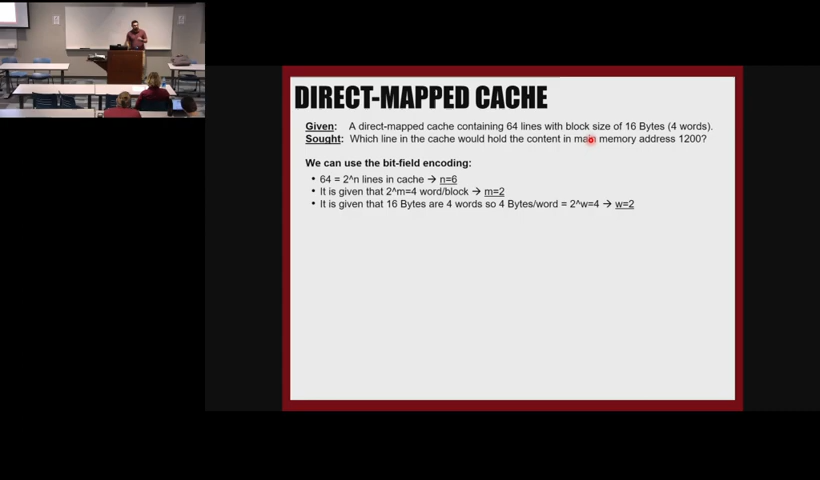 DIRECT-MAPPED CACHE
Given: A direct-mapped cache containing 64 lines with block size of 16 Bytes (4 words).
Sought: Which line in the cache would hold the content in main memory address 1200?
We can use the bit-field encoding:
• 64 = 2^n lines in cache → n=6
• It is given that 2^m=4 word/block → m=2
• It is given that 16 Bytes are 4 words so 4 Bytes/word = 2^w=4 → w=2